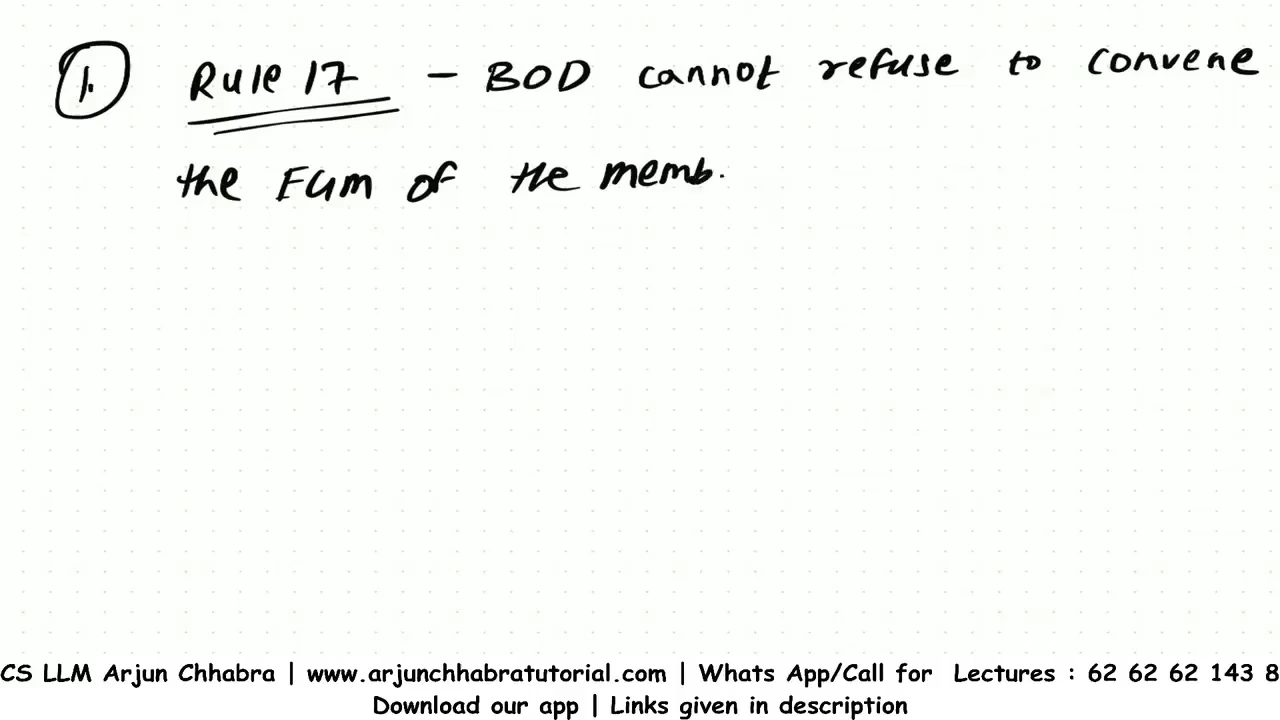 1. Rule 17 - BOD cannot refuse to convene
the EGM of the memb.
CS LLM Arjun Chhabra | www.arjunchhabratutorial.com | Whats App/Call for Lectures : 62 62 62 143 8
Download our app | Links given in description